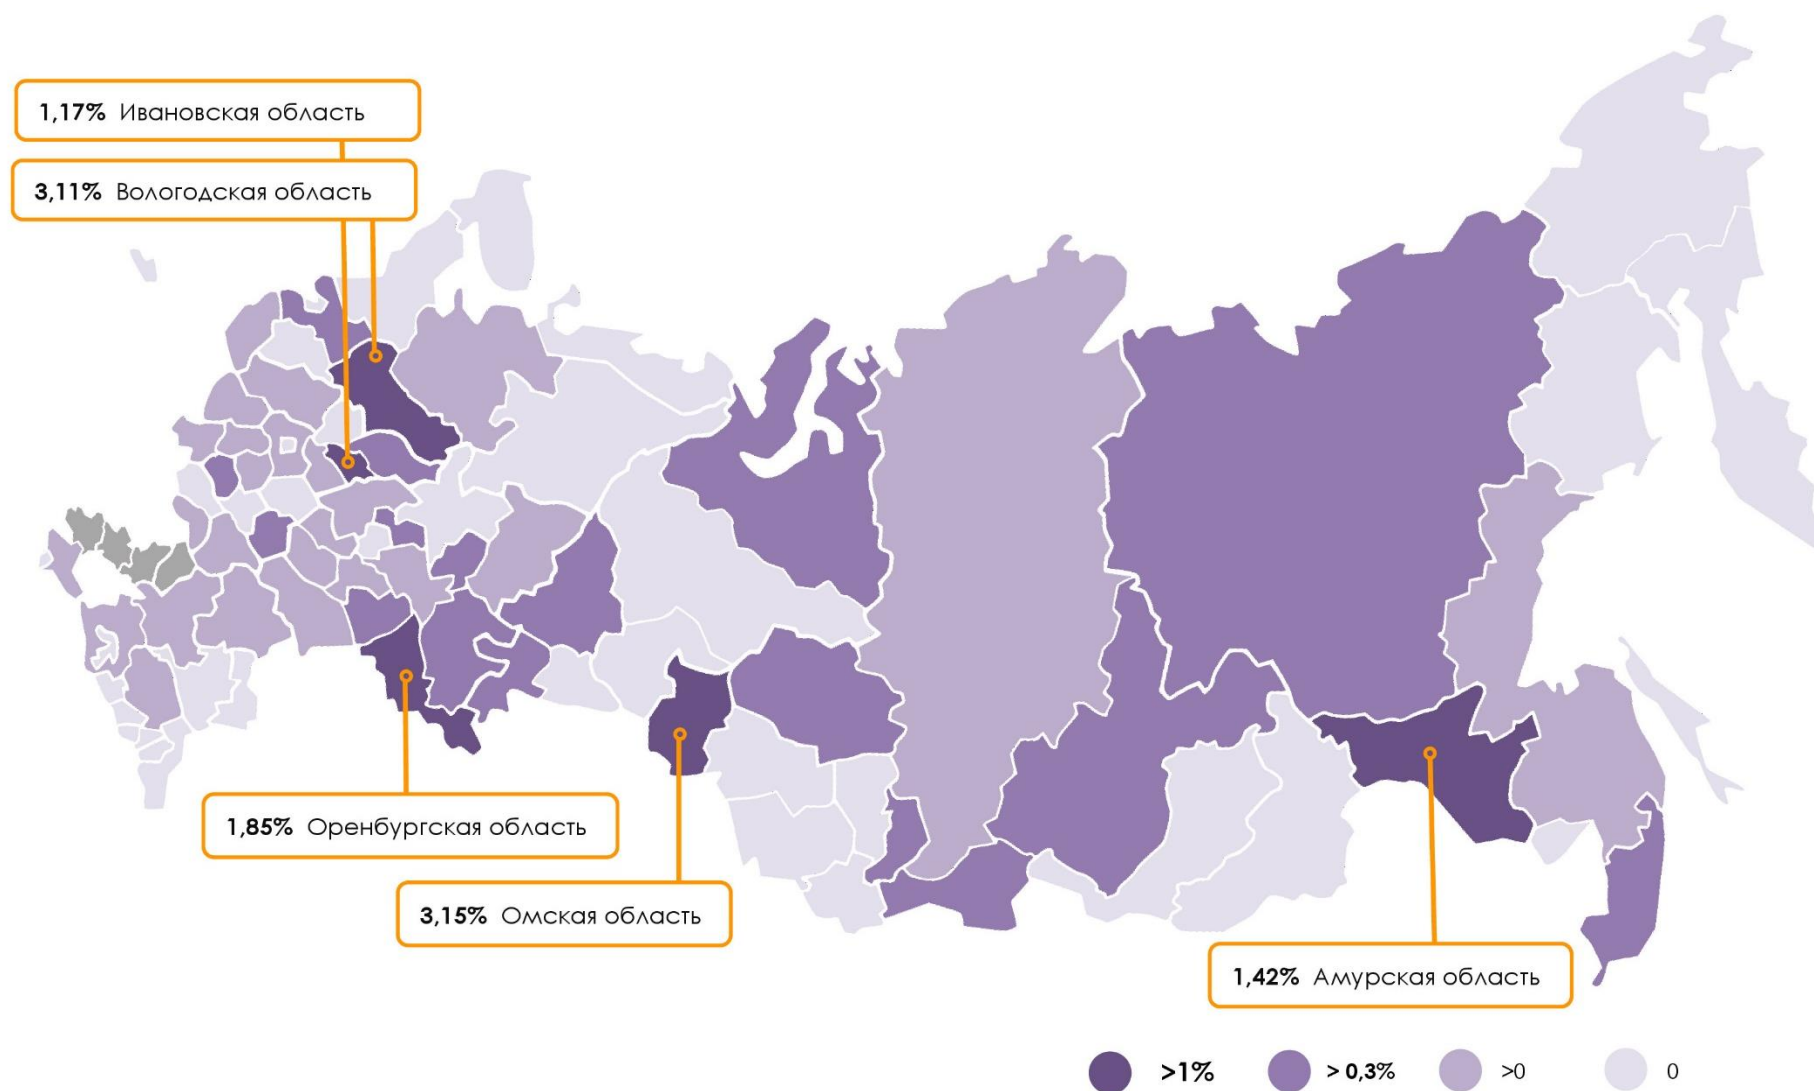 1,17% Ивановская область
3,11% Вологодская область
1,85% Оренбургская область
3,15% Омская область
1,42% Амурская область
>1% > 0,3% >0 0